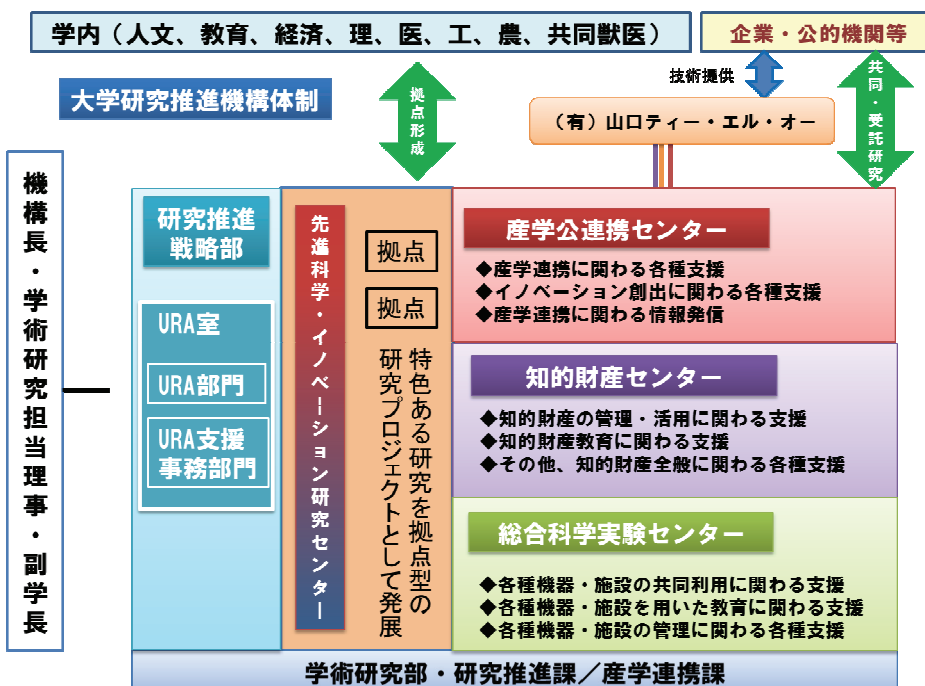 学内（人文、教育、経済、理、医、工、農、共同獣医）
企業・公的機関等
大学研究推進機構体制
拠点形成
技術提供
共同・受託研究
（有）山口ティー・エル・オー
機構長・学術研究担当理事・副学長
研究推進
戦略部
URA室
URA部門
URA支援
事務部門
先進科学・イノベーション研究センター
拠点
拠点
特色ある研究を拠点型の
研究プロジェクトとして発展
産学公連携センター
◆産学連携に関わる各種支援
◆イノベーション創出に関わる各種支援
◆産学連携に関わる情報発信
知的財産センター
◆知的財産の管理・活用に関わる支援
◆知的財産教育に関わる支援
◆その他、知的財産全般に関わる各種支援
総合科学実験センター
◆各種機器・施設の共同利用に関わる支援
◆各種機器・施設を用いた教育に関わる支援
◆各種機器・施設の管理に関わる各種支援
学術研究部・研究推進課／産学連携課